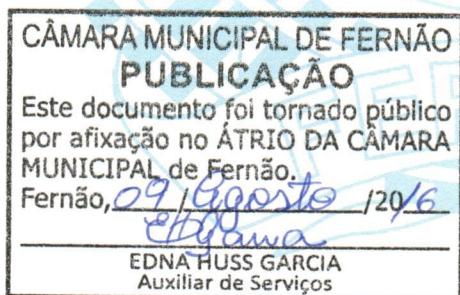 CÂMARA MUNICIPAL DE FERNÃO
PUBLICAÇÃO
Este documento foi tornado público
por afixação no ÁTRIO DA CÂMARA
MUNICIPAL de Fernão.
Fernão, 09 / Agosto /2016
EDNA HUSS GARCIA
Auxiliar de Serviços